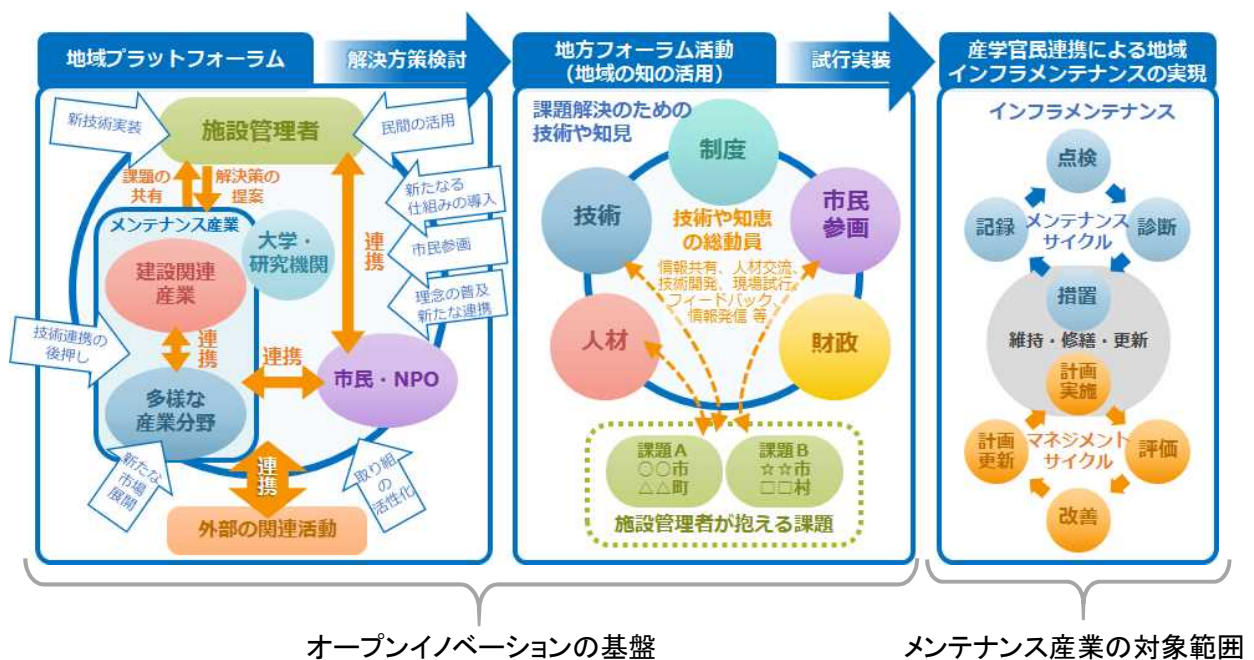 地域プラットフォーラム
解決方策検討
地方フォーラム活動
(地域の知の活用)
試行実装
産学官民連携による地域
インフラメンテナンスの実現
新技術実装
施設管理者
民間の活用
課題の
共有
解決策の
提案
新たなる
仕組みの導入
メンテナンス産業
大学・
研究機関
建設関連
産業
連携
市民参画
理念の普及
新たな連携
技術連携の
後押し
連携
連携
市民・NPO
多様な
産業分野
新たな
市場
展開
連携
取り組
の
活性化
外部の関連活動
課題解決のための
技術や知見
制度
技術
市民
参画
技術や知恵
の総動員
情報共有、人材交流、
技術開発、現場試行、
フィードバック、
情報発信 等
人材
財政
課題A
○○市
△△町
課題B
☆☆市
□□村
施設管理者が抱える課題
インフラメンテナンス
点検
記録
メンテナンス
サイクル
診断
措置
維持・修繕・更新
計画
実施
計画
更新
マネジメント
サイクル
評価
改善
オープンイノベーションの基盤
メンテナンス産業の対象範囲